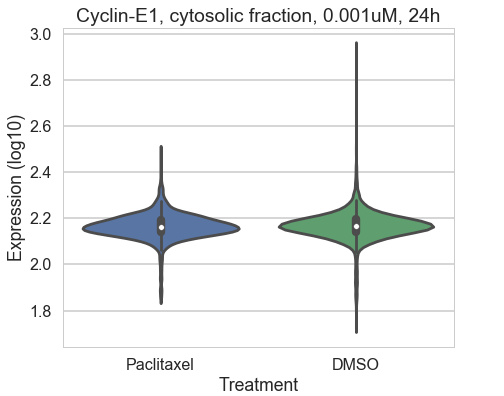 Cyclin-E1, cytosolic fraction, 0.001uM, 24h
3.0
2.8
2.6
2.4
2.2
2.0
1.8
Expression (log10)
Paclitaxel DMSO
Treatment